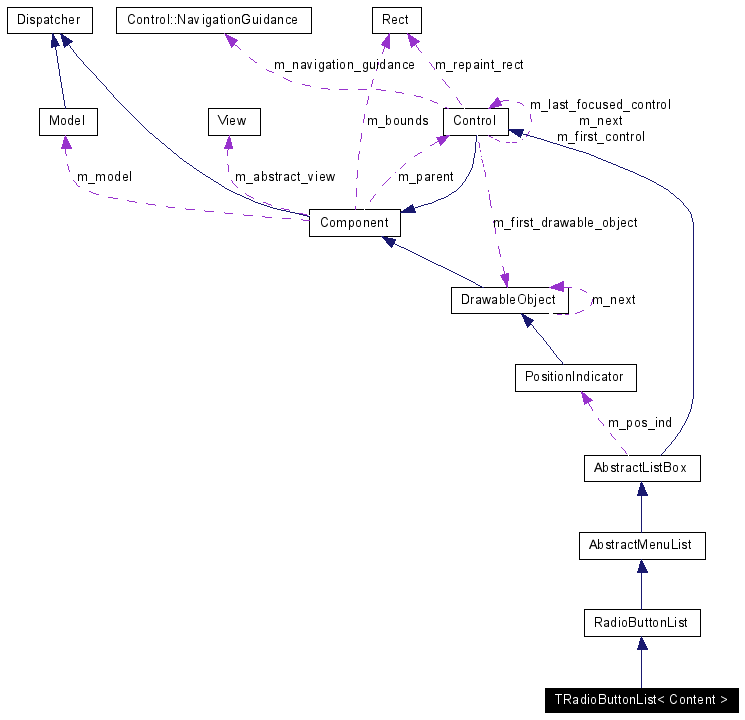 Dispatcher
Control::NavigationGuidance
Rect
m_navigation_guidance
m_repaint_rect
m_last_focused_control
m_next
m_first_control
Model
View
m_bounds
Control
m_model
m_abstract_view
m_parent
Component
m_first_drawable_object
DrawableObject
m_next
PositionIndicator
m_pos_ind
AbstractListBox
AbstractMenuList
RadioButtonList
TRadioButtonList< Content >